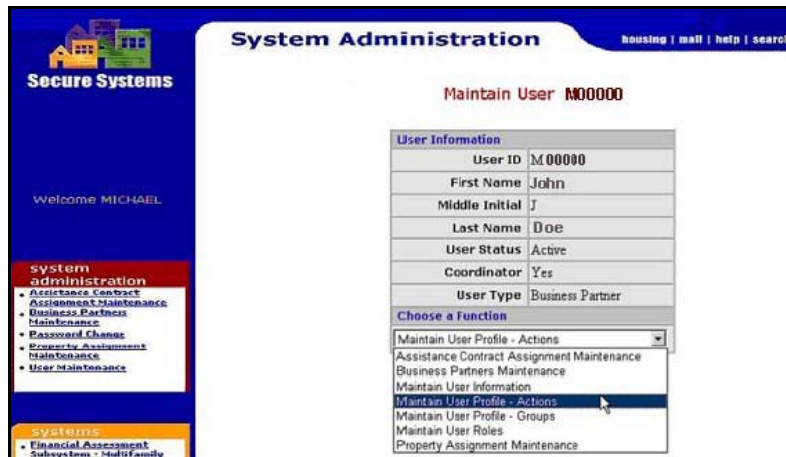 System Administration
housing | mail | help | search
Secure Systems
Maintain User M00000
User Information
User ID M00000
First Name John
Middle Initial J
Last Name Doe
User Status Active
Coordinator Yes
User Type Business Partner
Choose a Function
Maintain User Profile - Actions
Assistance Contract Assignment Maintenance
Business Partners Maintenance
Maintain User Information
Maintain User Profile - Actions
Maintain User Profile - Groups
Maintain User Roles
Property Assignment Maintenance
Welcome MICHAEL
system
administration
Assistance Contract
Assignment Maintenance
Business Partners
Maintenance
Password Change
Property Assignment
Maintenance
User Maintenance
systems
Financial Assessment
Subsystem - Multifamily